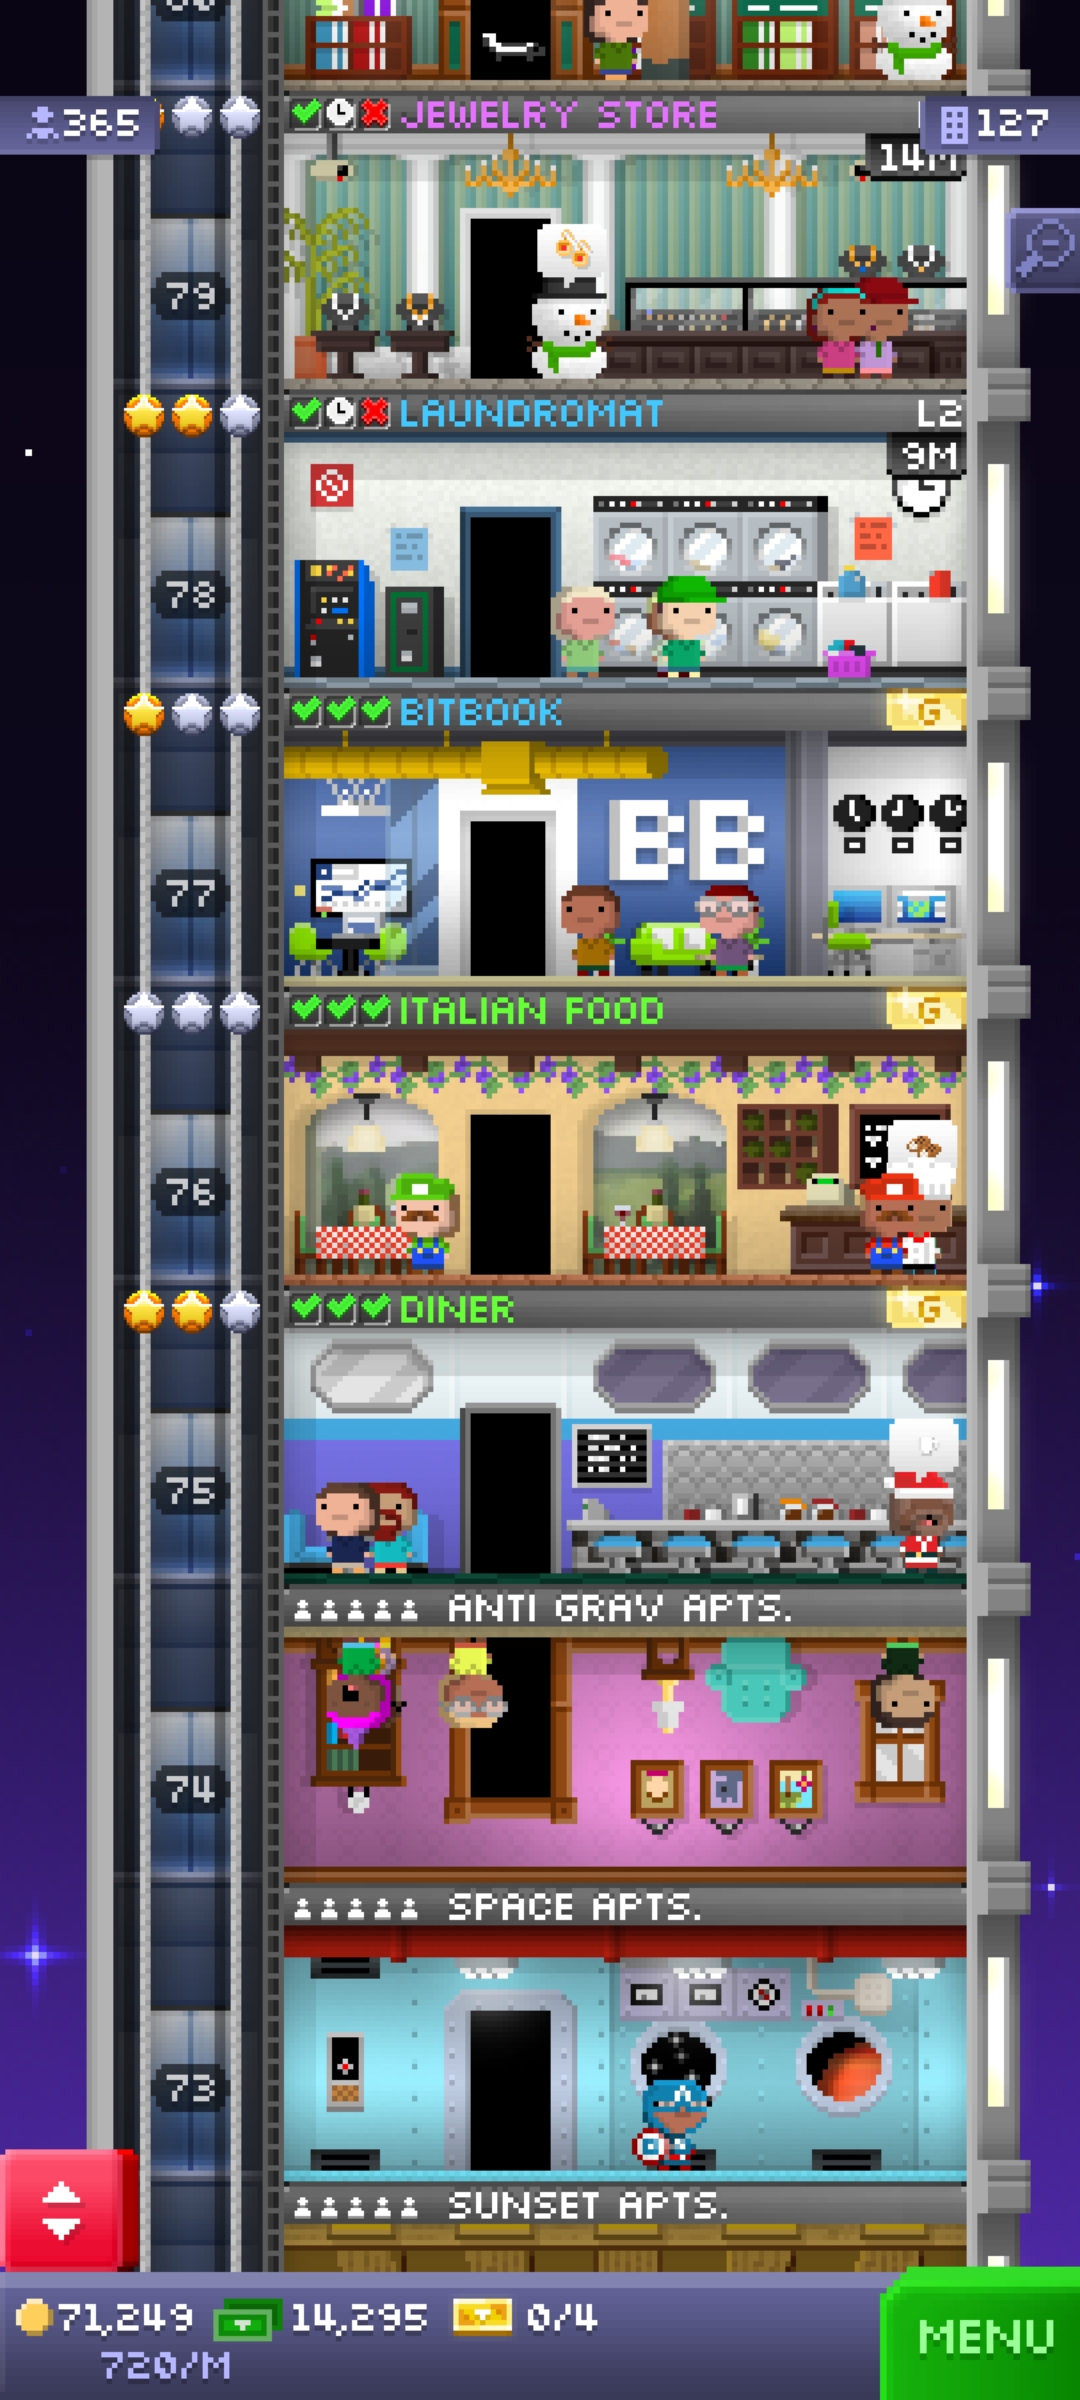 365
127
JEWELRY STORE
14M
79
LAUNDROMAT
L2
9M
78
BITBOOK
G
BB
77
ITALIAN FOOD
G
76
DINER
G
75
ANTI GRAV APTS.
74
SPACE APTS.
73
SUNSET APTS.
71,249
14,295
0/4
720/M
MENU